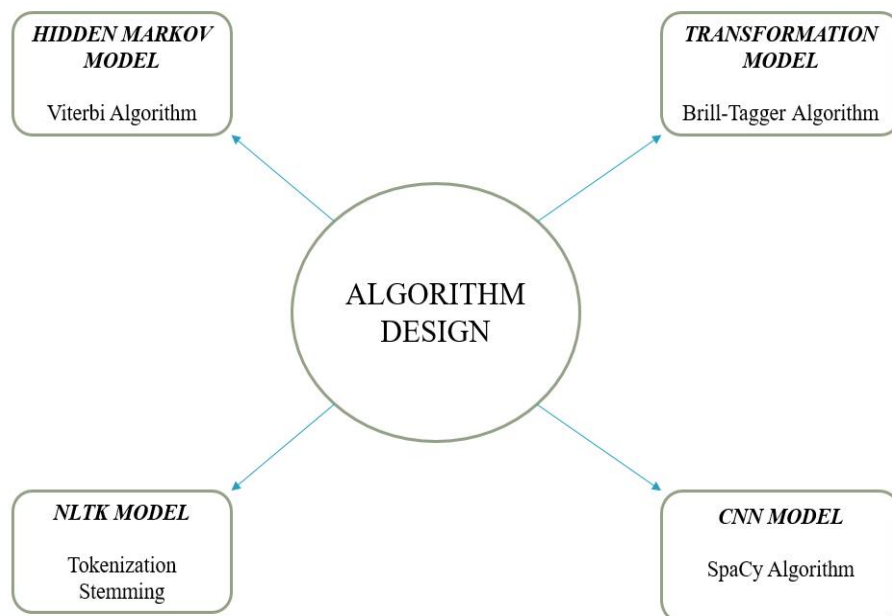 HIDDEN MARKOV
MODEL
Viterbi Algorithm
TRANSFORMATION
MODEL
Brill-Tagger Algorithm
ALGORITHM
DESIGN
NLTK MODEL
Tokenization
Stemming
CNN MODEL
SpaCy Algorithm